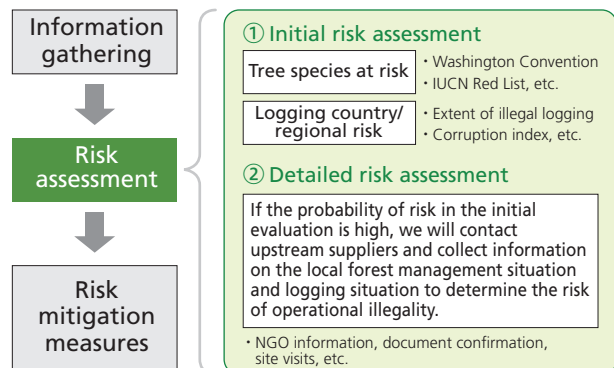 Information
gathering
Risk
assessment
Risk
mitigation
measures
① Initial risk assessment
Tree species at risk
・Washington Convention
・IUCN Red List, etc.
Logging country/
regional risk
・Extent of illegal logging
・Corruption index, etc.
② Detailed risk assessment
If the probability of risk in the initial
evaluation is high, we will contact
upstream suppliers and collect information
on the local forest management situation
and logging situation to determine the risk
of operational illegality.
・NGO information, document confirmation,
site visits, etc.